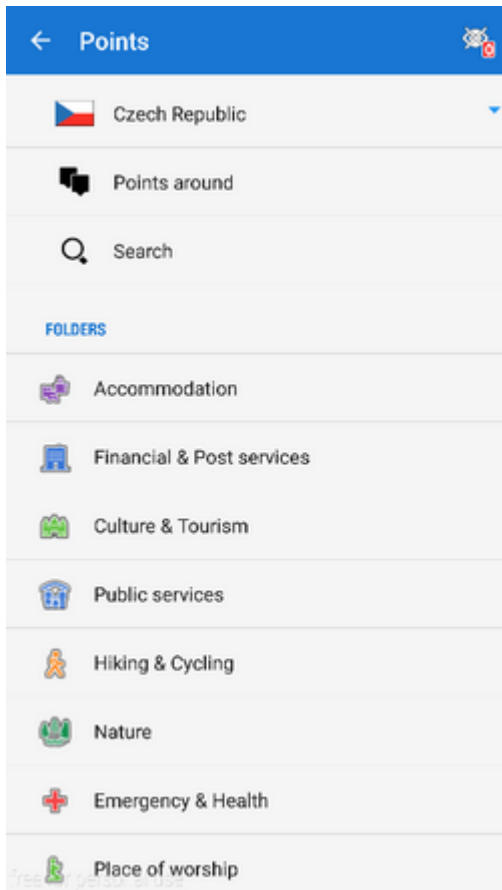 Points
Czech Republic
Points around
Search
FOLDERS
Accommodation
Financial & Post services
Culture & Tourism
Public services
Hiking & Cycling
Nature
Emergency & Health
Place of worship